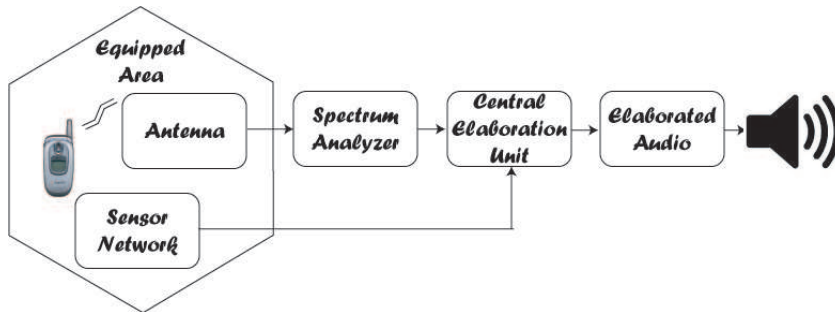 Equipped
Area
Antenna
Spectrum
Analyzer
Central
Elaboration
Unit
Elaborated
Audio
Sensor
Network